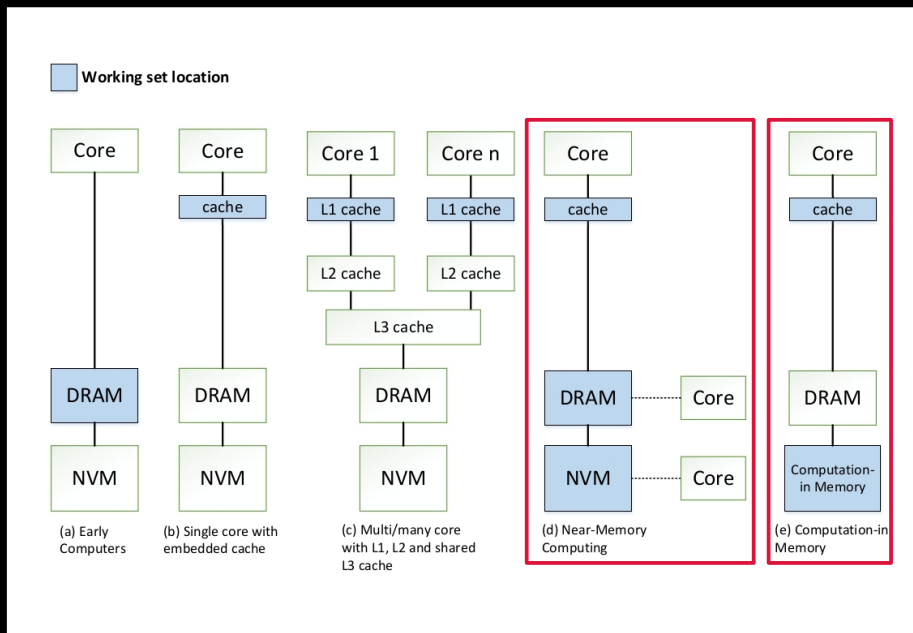 Working set location
Core
DRAM
NVM
(a) Early
Computers
Core
cache
DRAM
NVM
(b) Single core with
embedded cache
Core 1
Core n
L1 cache
L1 cache
L2 cache
L2 cache
L3 cache
DRAM
NVM
(c) Multi/many core
with L1, L2 and shared
L3 cache
Core
cache
DRAM
Core
NVM
Core
(d) Near-Memory
Computing
Core
cache
DRAM
Computation-
in Memory
(e) Computation-in
Memory